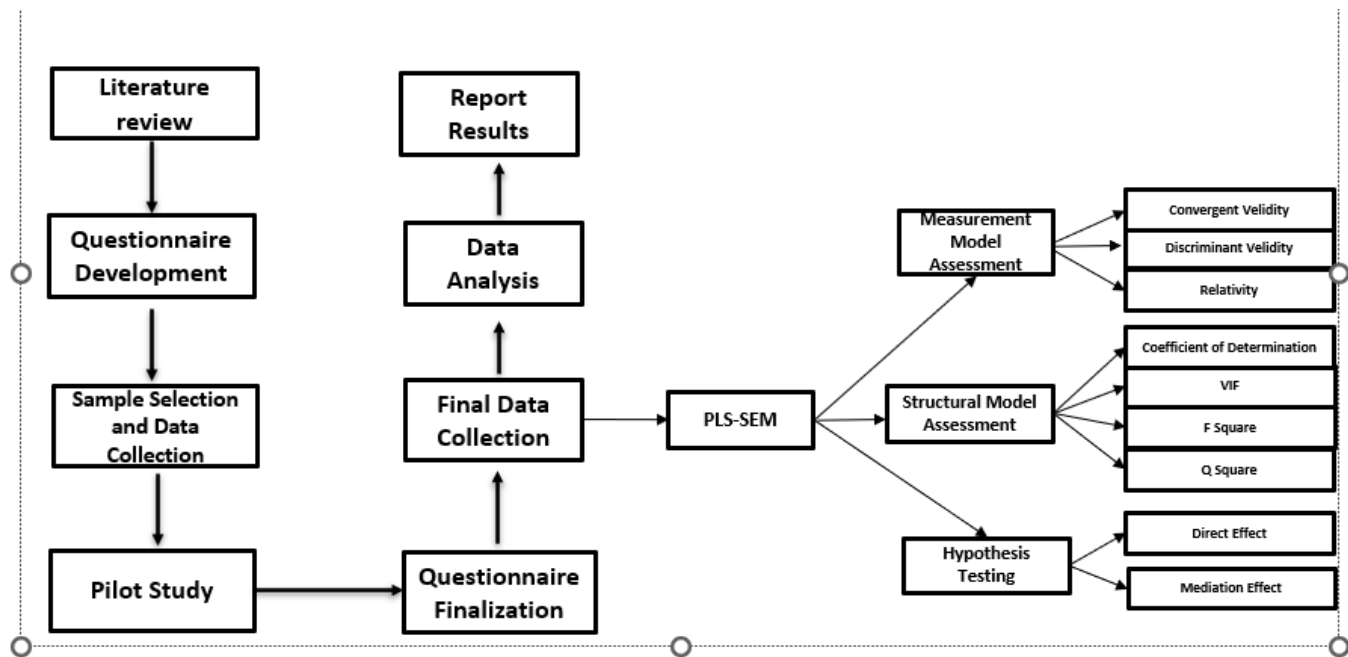 Literature
review
Questionnaire
Development
Sample Selection
and Data
Collection
Pilot Study
Report
Results
Data
Analysis
Final Data
Collection
Questionnaire
Finalization
PLS-SEM
Measurement
Model
Assessment
Structural Model
Assessment
Hypothesis
Testing
Convergent Velidity
Discriminant Velidity
Relativity
Coefficient of Determination
VIF
F Square
Q Square
Direct Effect
Mediation Effect